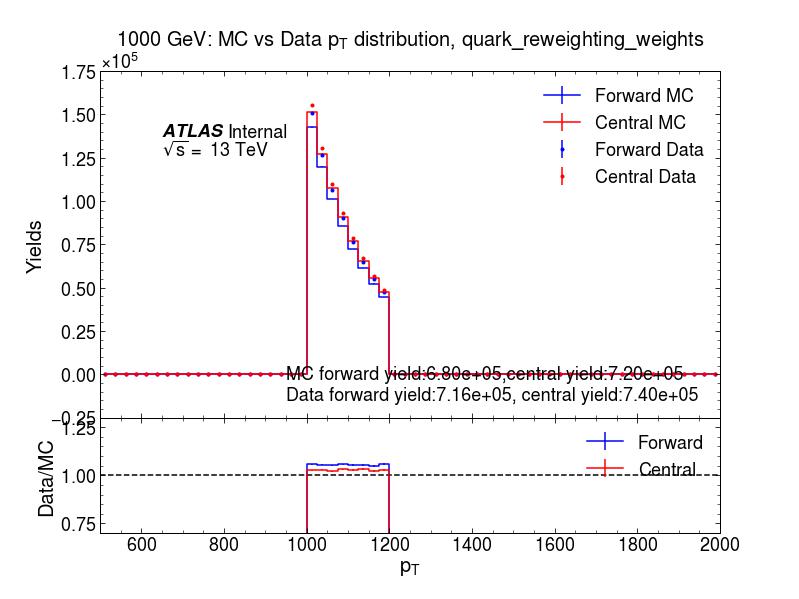 1000 GeV: MC vs Data pT distribution, quark_reweighting_weights
×10⁵
1.75
1.50
1.25
1.00
0.75
0.50
0.25
0.00
−0.25
Yields
ATLAS Internal
√s = 13 TeV
Forward MC
Central MC
Forward Data
Central Data
MC forward yield:6.80e+05,central yield:7.20e+05
Data forward yield:7.16e+05, central yield:7.40e+05
1.25
1.00
0.75
Data/MC
Forward
Central
600 800 1000 1200 1400 1600 1800 2000
pT